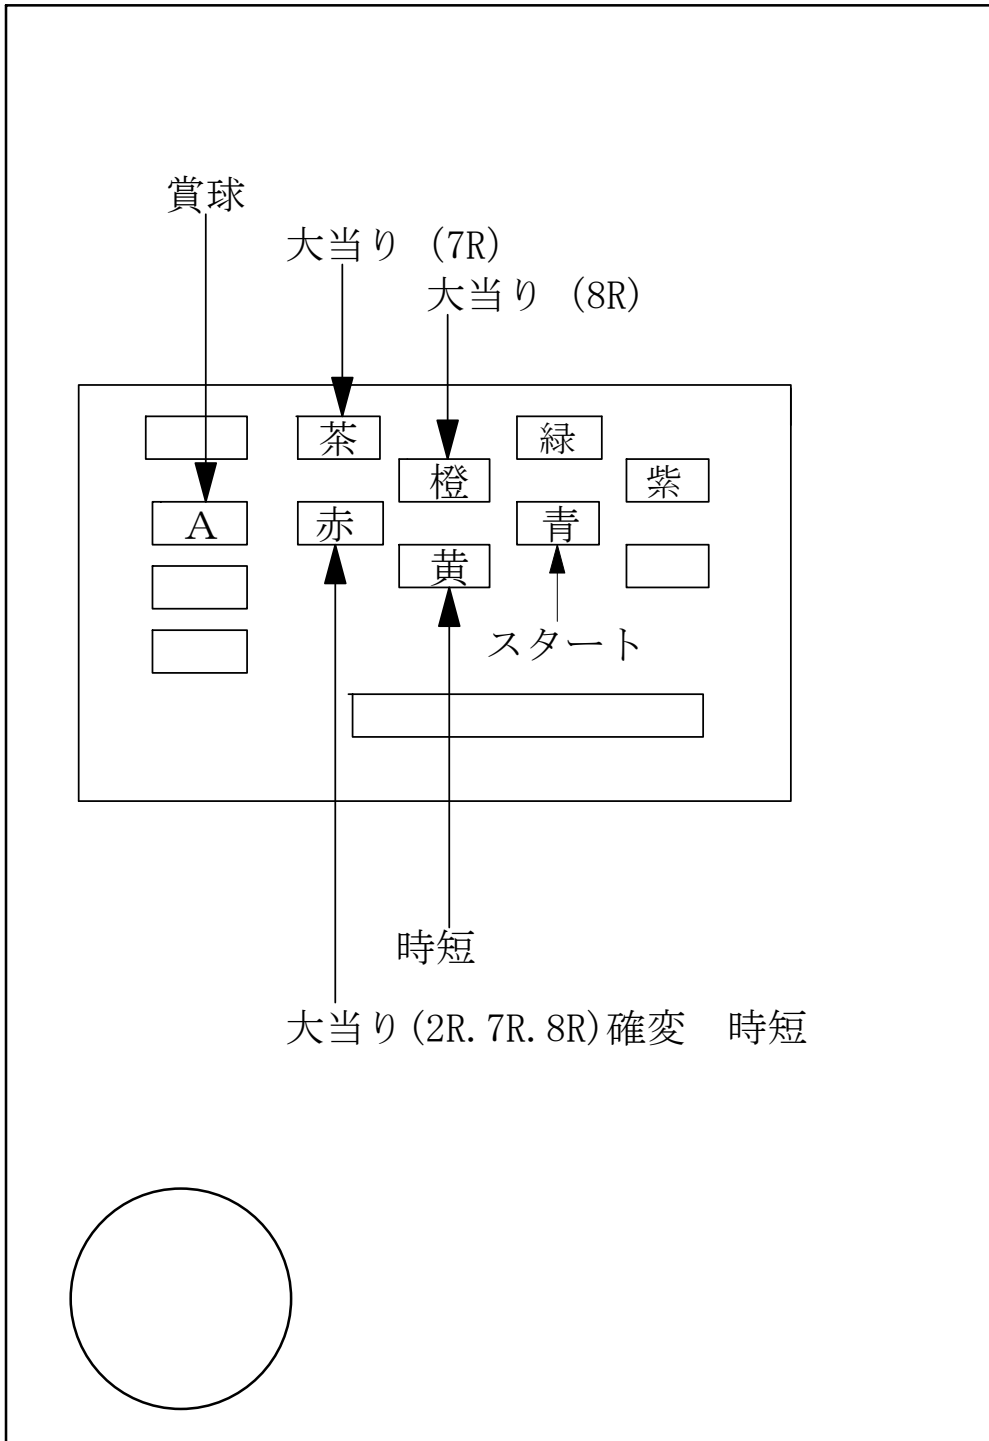 賞球
大当り (7R)
大当り (8R)
茶
緑
橙
紫
A
赤
青
黄
スタート
時短
大当り(2R.7R.8R)確変　時短